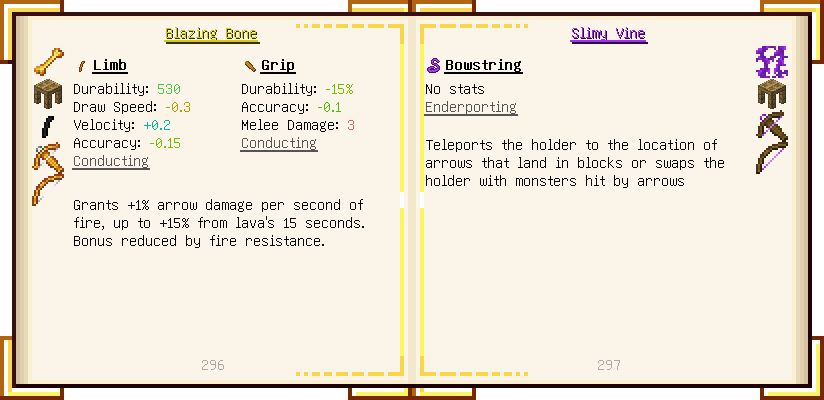 Blazing Bone
Limb
Durability: 530
Draw Speed: -0.3
Velocity: +0.2
Accuracy: -0.15
Conducting
Grip
Durability: -15%
Accuracy: -0.1
Melee Damage: 3
Conducting
Grants +1% arrow damage per second of
fire, up to +15% from lava's 15 seconds.
Bonus reduced by fire resistance.
296
Slimy Vine
Bowstring
No stats
Enderporting
Teleports the holder to the location of
arrows that land in blocks or swaps the
holder with monsters hit by arrows
297